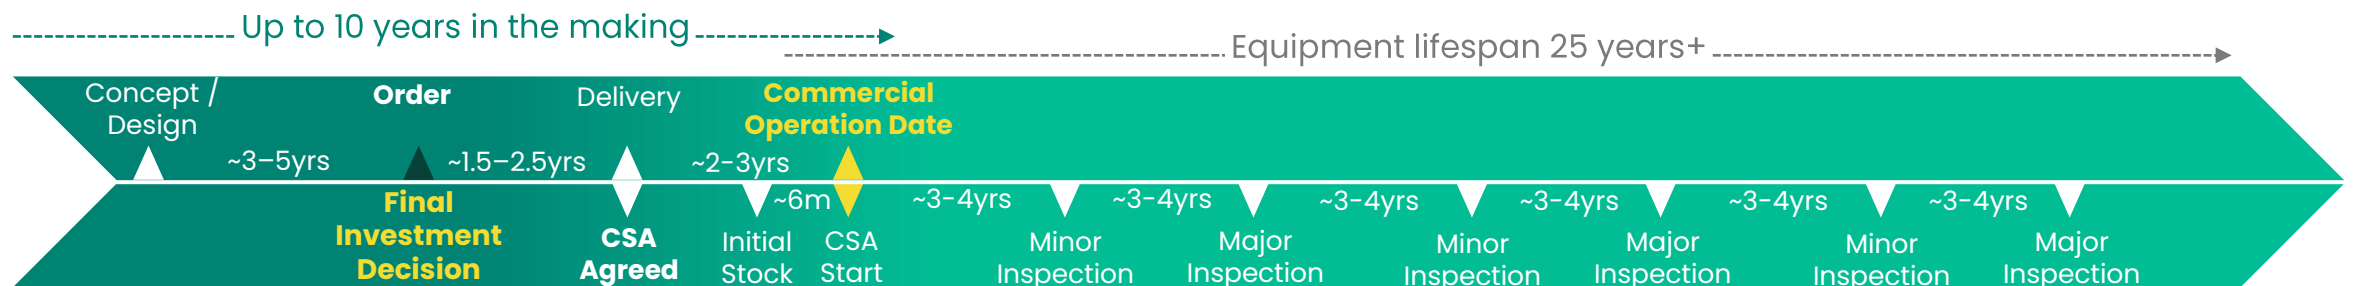 Up to 10 years in the making
Equipment lifespan 25 years+
Concept /
Design
Order
Delivery
Commercial
Operation Date
~3–5yrs
~1.5–2.5yrs
~2-3yrs
Final
Investment
Decision
CSA
Agreed
Initial
Stock
~6m
CSA
Start
~3-4yrs
Minor
Inspection
~3-4yrs
Major
Inspection
~3-4yrs
Minor
Inspection
~3-4yrs
Major
Inspection
~3-4yrs
Minor
Inspection
~3-4yrs
Major
Inspection